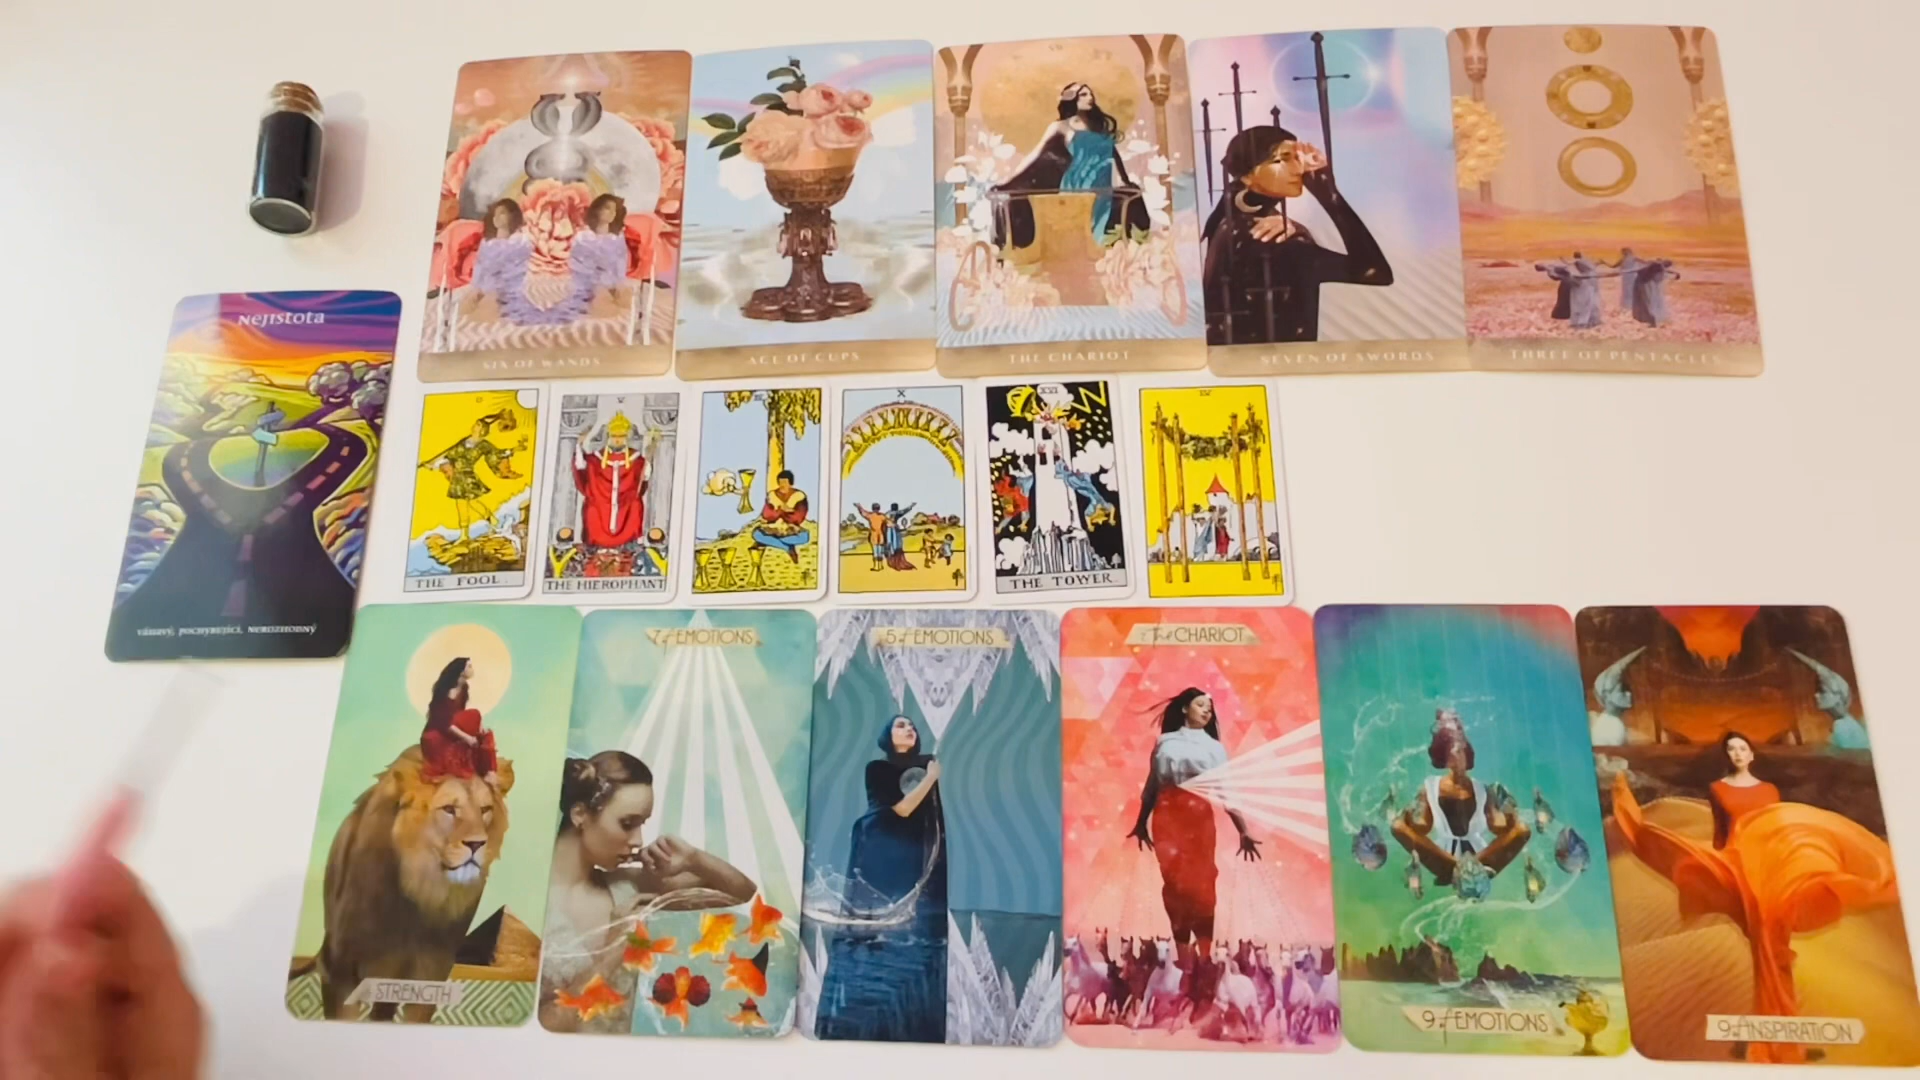 Nejistota
váhavý, pochybující, nerozhodný
SIX OF WANDS
ACE OF CUPS
THE CHARIOT
SEVEN OF SWORDS
THREE OF PENTACLES
THE FOOL.
THE HIEROPHANT
X
XVI
THE TOWER.
IV
STRENGTH
7 of EMOTIONS
5 of EMOTIONS
The CHARIOT
9 of EMOTIONS
9 of INSPIRATION